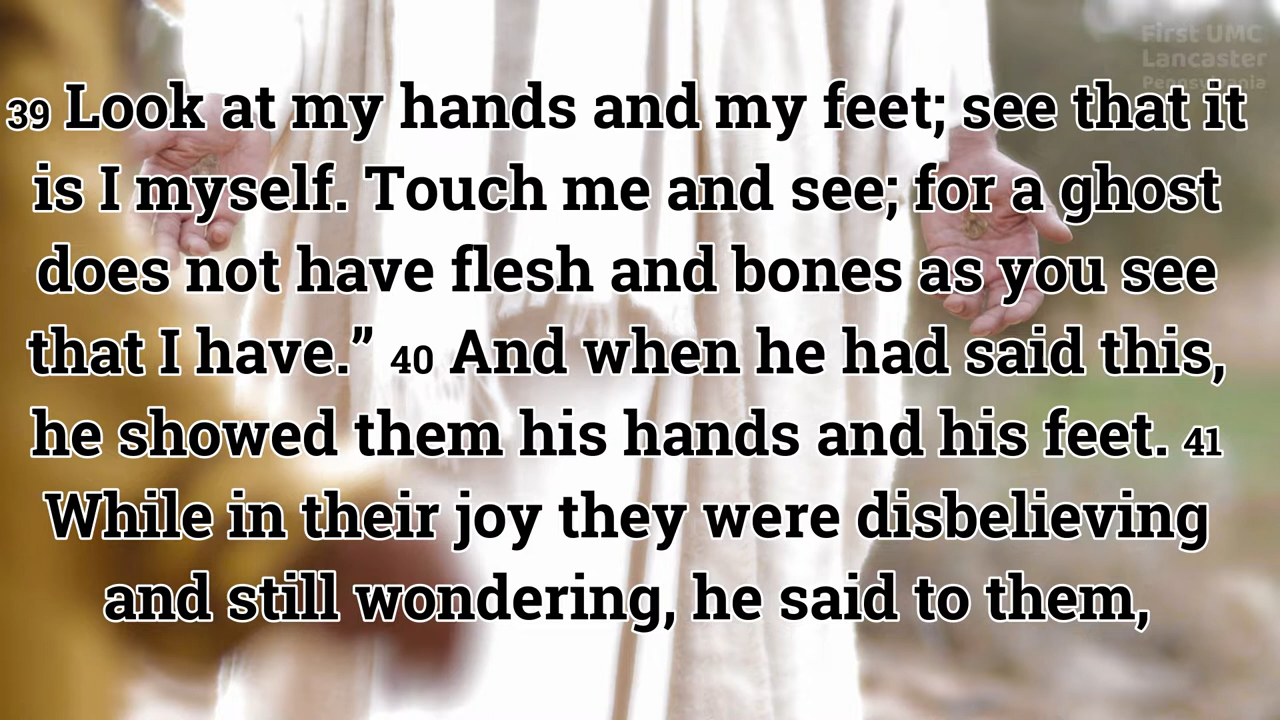 First UMC
Lancaster
Pennsylvania
39 Look at my hands and my feet; see that it
is I myself. Touch me and see; for a ghost
does not have flesh and bones as you see
that I have.” 40 And when he had said this,
he showed them his hands and his feet. 41
While in their joy they were disbelieving
and still wondering, he said to them,